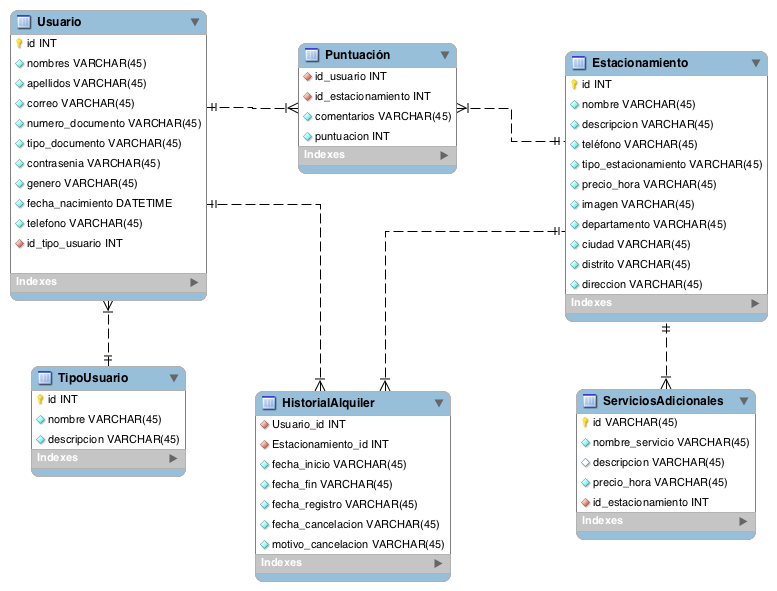 Usuario
id INT
nombres VARCHAR(45)
apellidos VARCHAR(45)
correo VARCHAR(45)
numero_documento VARCHAR(45)
tipo_documento VARCHAR(45)
contrasenia VARCHAR(45)
genero VARCHAR(45)
fecha_nacimiento DATETIME
telefono VARCHAR(45)
id_tipo_usuario INT
Indexes
Puntuación
id_usuario INT
id_estacionamiento INT
comentarios VARCHAR(45)
puntuacion INT
Indexes
Estacionamiento
id INT
nombre VARCHAR(45)
descripcion VARCHAR(45)
teléfono VARCHAR(45)
tipo_estacionamiento VARCHAR(45)
precio_hora VARCHAR(45)
imagen VARCHAR(45)
departamento VARCHAR(45)
ciudad VARCHAR(45)
distrito VARCHAR(45)
direccion VARCHAR(45)
Indexes
TipoUsuario
id INT
nombre VARCHAR(45)
descripcion VARCHAR(45)
Indexes
HistorialAlquiler
Usuario_id INT
Estacionamiento_id INT
fecha_inicio VARCHAR(45)
fecha_fin VARCHAR(45)
fecha_registro VARCHAR(45)
fecha_cancelacion VARCHAR(45)
motivo_cancelacion VARCHAR(45)
Indexes
ServiciosAdicionales
id VARCHAR(45)
nombre_servicio VARCHAR(45)
descripcion VARCHAR(45)
precio_hora VARCHAR(45)
id_estacionamiento INT
Indexes